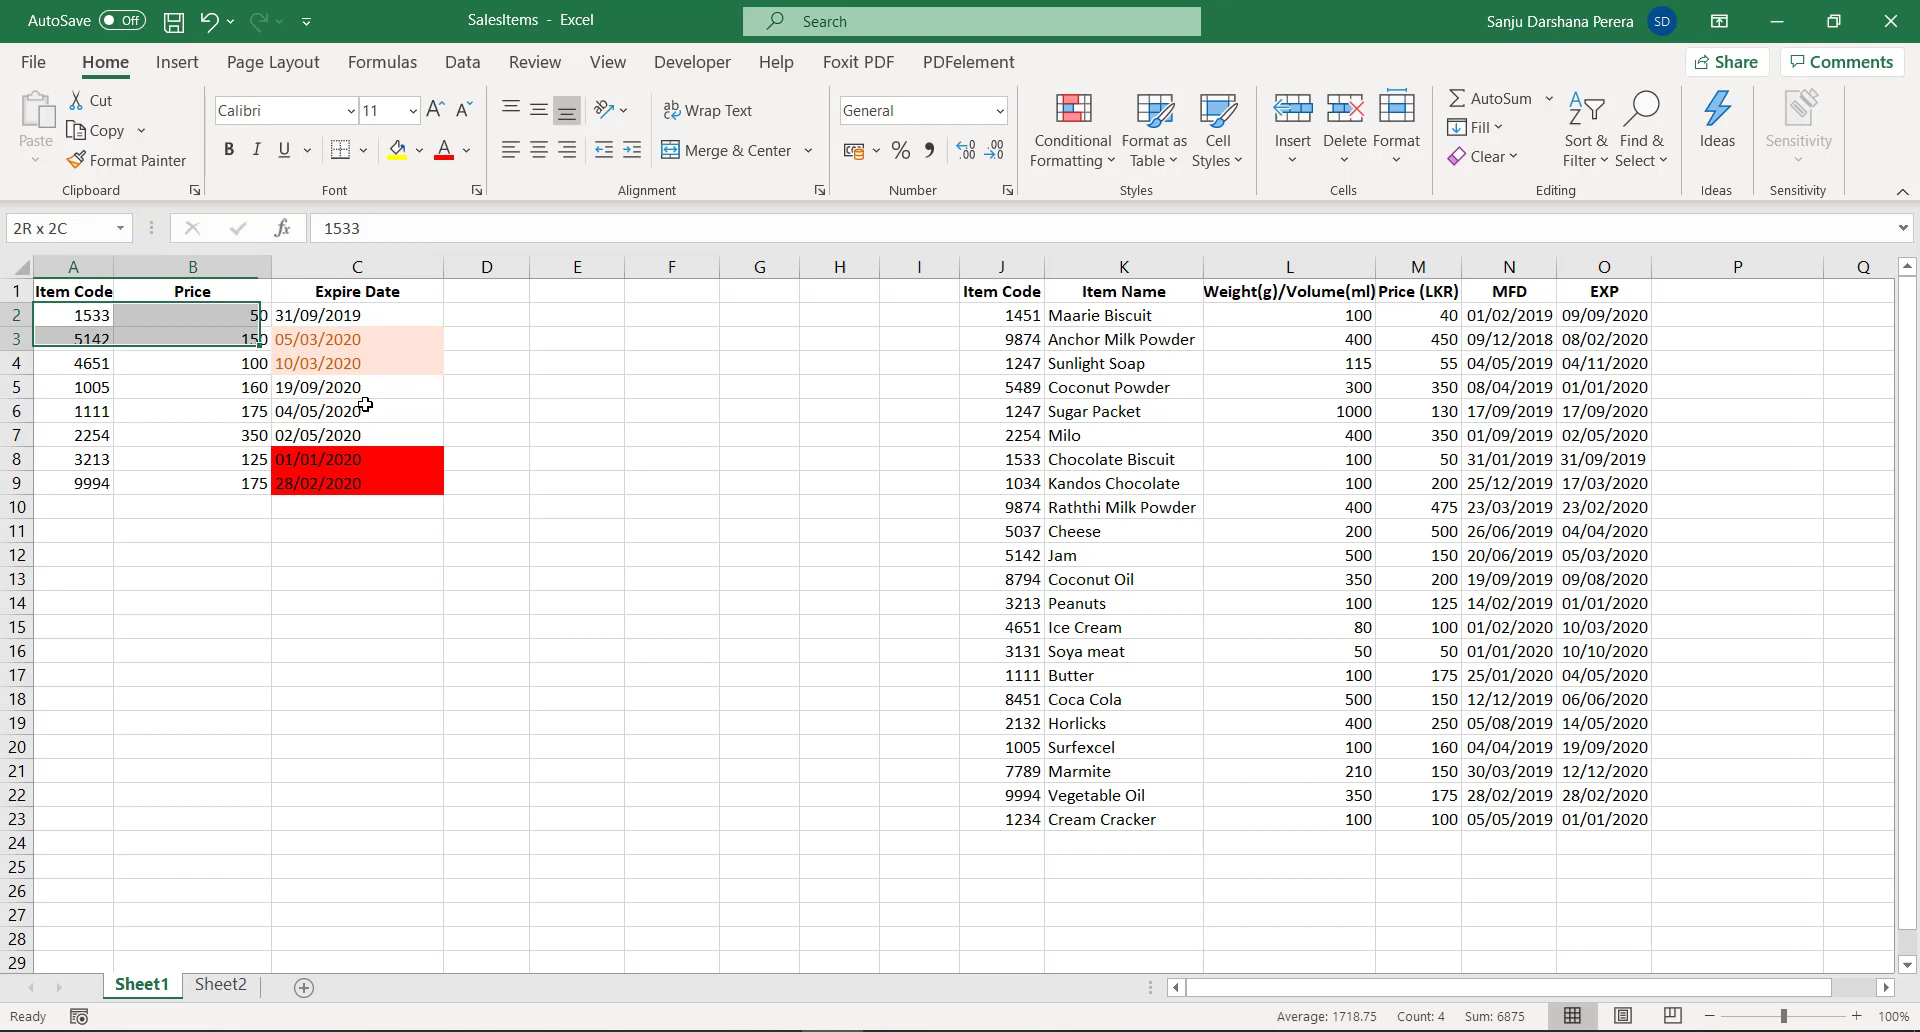 AutoSave Off SalesItems - Excel Search Sanju Darshana Perera SD
File Home Insert Page Layout Formulas Data Review View Developer Help Foxit PDF PDFelement Share Comments
Paste Cut Copy Format Painter
Calibri 11 A A
B I U A
ab Wrap Text
Merge & Center
General
% 9 .00
Conditional Formatting Format as Table Cell Styles
Insert Delete Format
AutoSum Fill Clear Sort & Filter Find & Select
Ideas Sensitivity
Clipboard Font Alignment Number Styles Cells Editing Ideas Sensitivity
2R x 2C fx 1533
A B C D E F G H I J K L M N O P Q
1 Item Code Price Expire Date Item Code Item Name Weight(g)/Volume(ml) Price (LKR) MFD EXP
2 1533 50 31/09/2019 1451 Maarie Biscuit 100 40 01/02/2019 09/09/2020
3 5142 150 05/03/2020 9874 Anchor Milk Powder 400 450 09/12/2018 08/02/2020
4 4651 100 10/03/2020 1247 Sunlight Soap 115 55 04/05/2019 04/11/2020
5 1005 160 19/09/2020 5489 Coconut Powder 300 350 08/04/2019 01/01/2020
6 1111 175 04/05/2020 1247 Sugar Packet 1000 130 17/09/2019 17/09/2020
7 2254 350 02/05/2020 2254 Milo 400 350 01/09/2019 02/05/2020
8 3213 125 01/01/2020 1533 Chocolate Biscuit 100 50 31/01/2019 31/09/2019
9 9994 175 28/02/2020 1034 Kandos Chocolate 100 200 25/12/2019 17/03/2020
10 9874 Raththi Milk Powder 400 475 23/03/2019 23/02/2020
11 5037 Cheese 200 500 26/06/2019 04/04/2020
12 5142 Jam 500 150 20/06/2019 05/03/2020
13 8794 Coconut Oil 350 200 19/09/2019 09/08/2020
14 3213 Peanuts 100 125 14/02/2019 01/01/2020
15 4651 Ice Cream 80 100 01/02/2020 10/03/2020
16 3131 Soya meat 50 50 01/01/2020 10/10/2020
17 1111 Butter 100 175 25/01/2020 04/05/2020
18 8451 Coca Cola 500 150 12/12/2019 06/06/2020
19 2132 Horlicks 400 250 05/08/2019 14/05/2020
20 1005 Surfexcel 100 160 04/04/2019 19/09/2020
21 7789 Marmite 210 150 30/03/2019 12/12/2020
22 9994 Vegetable Oil 350 175 28/02/2019 28/02/2020
23 1234 Cream Cracker 100 100 05/05/2019 01/01/2020
24
25
26
27
28
29
Sheet1 Sheet2
Ready Average: 1718.75 Count: 4 Sum: 6875 100%